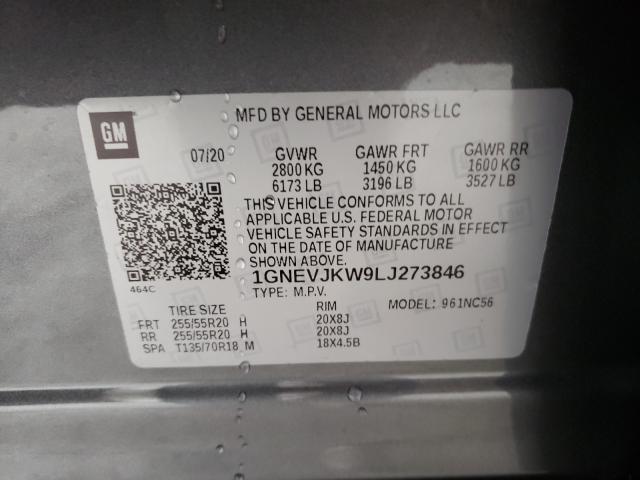 GM
MFD BY GENERAL MOTORS LLC
07/20 GVWR GAWR FRT GAWR RR
2800 KG 1450 KG 1600 KG
6173 LB 3196 LB 3527 LB
THIS VEHICLE CONFORMS TO ALL
APPLICABLE U.S. FEDERAL MOTOR
VEHICLE SAFETY STANDARDS IN EFFECT
ON THE DATE OF MANUFACTURE
SHOWN ABOVE.
464C 1GNEVJKW9LJ273846
TYPE: M.P.V. MODEL: 961NC56
TIRE SIZE RIM
FRT 255/55R20 H 20X8J
RR 255/55R20 H 20X8J
SPA T135/70R18 M 18X4.5B